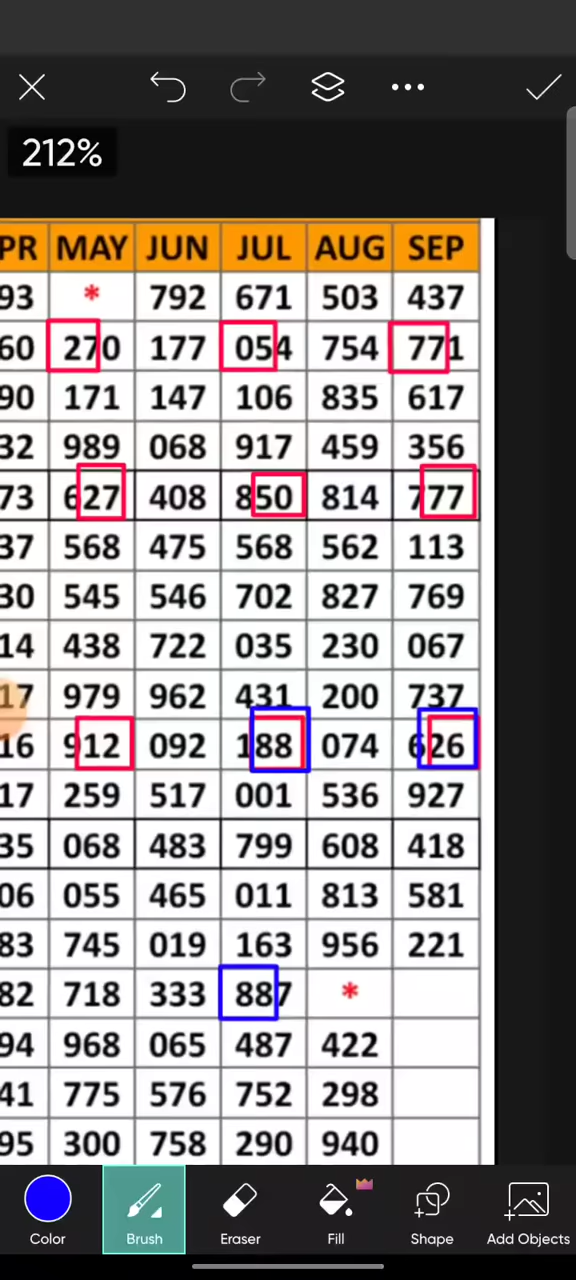 212%
PR MAY JUN JUL AUG SEP
93 * 792 671 503 437
60 270 177 054 754 771
90 171 147 106 835 617
32 989 068 917 459 356
73 627 408 850 814 777
37 568 475 568 562 113
30 545 546 702 827 769
14 438 722 035 230 067
17 979 962 431 200 737
16 912 092 188 074 626
17 259 517 001 536 927
35 068 483 799 608 418
06 055 465 011 813 581
83 745 019 163 956 221
82 718 333 887 *
94 968 065 487 422
41 775 576 752 298
95 300 758 290 940
Color Brush Eraser Fill Shape Add Objects